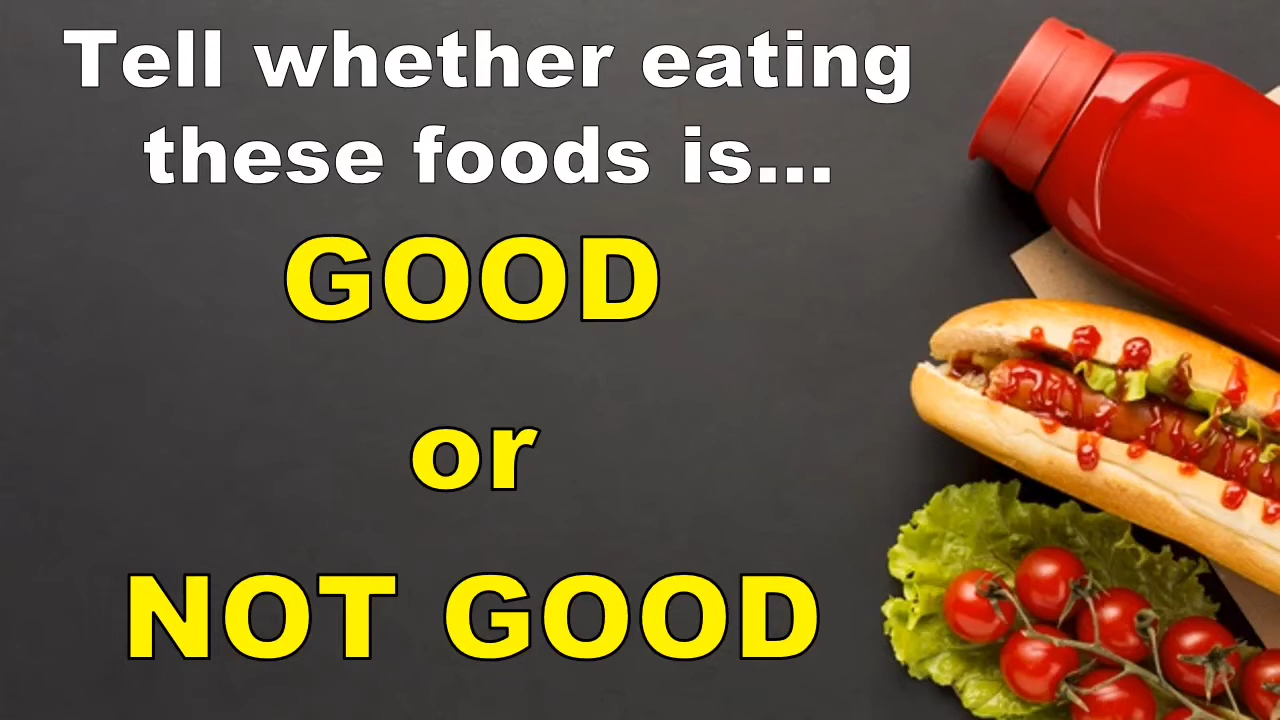 Tell whether eating
these foods is...
GOOD
or
NOT GOOD